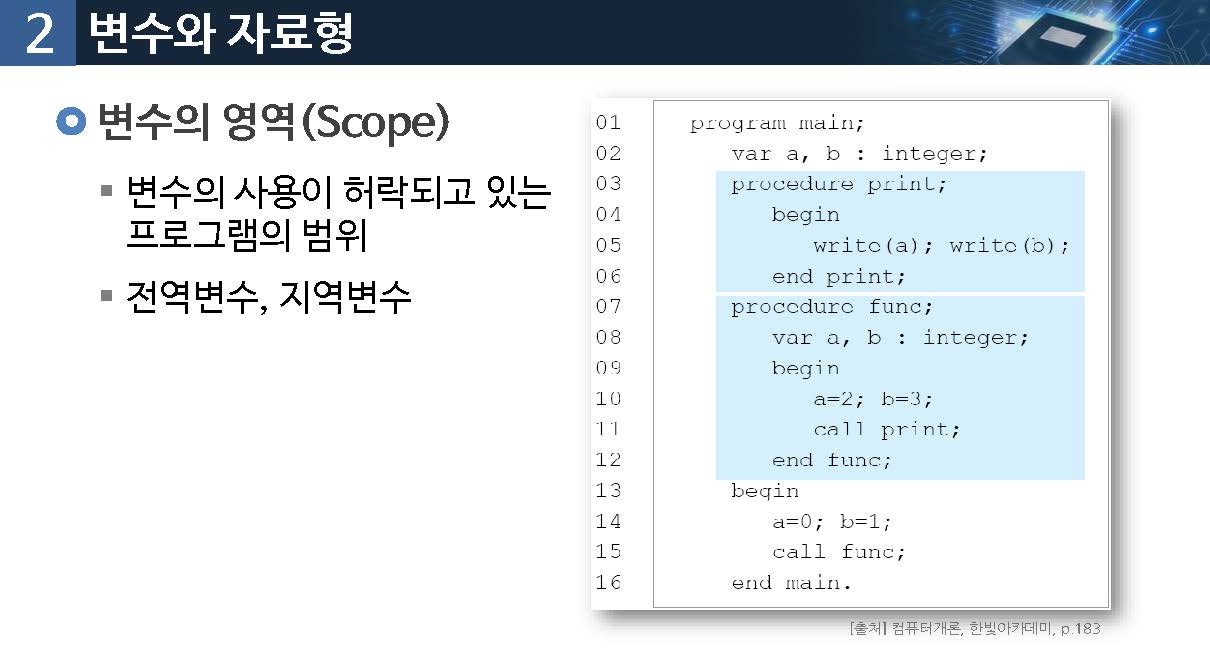 2 변수와 자료형
변수의 영역(Scope)
변수의 사용이 허락되고 있는
프로그램의 범위
전역변수, 지역변수
01 program main;
02 var a, b : integer;
03 procedure print;
04 begin
05 write(a); write(b);
06 end print;
07 procedure func;
08 var a, b : integer;
09 begin
10 a=2; b=3;
11 call print;
12 end func;
13 begin
14 a=0; b=1;
15 call func;
16 end main.
[출처] 컴퓨터개론, 한빛아카데미, p.183